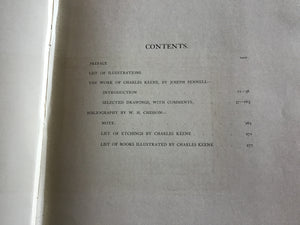 CONTENTS.
PAGE
PREFACE
LIST OF ILLUSTRATIONS
THE WORK OF CHARLES KEENE, BY JOSEPH PENNELL—
INTRODUCTION
SELECTED DRAWINGS, WITH COMMENTS,
BIBLIOGRAPHY BY W. H. CHESSON—
NOTE
LIST OF ETCHINGS BY CHARLES KEENE
LIST OF BOOKS ILLUSTRATED BY CHARLES KEENE